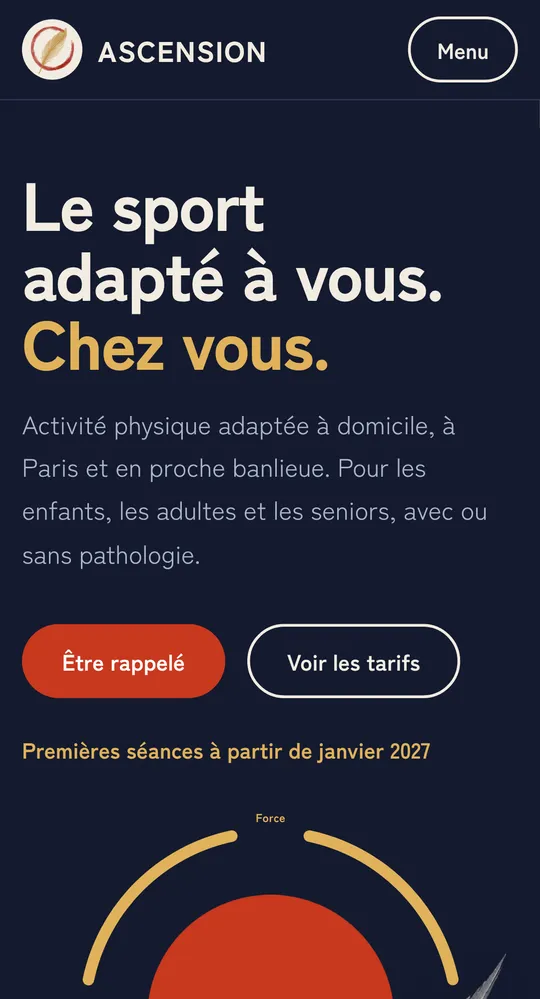 ASCENSION
Menu
Le sport
adapté à vous.
Chez vous.
Activité physique adaptée à domicile, à
Paris et en proche banlieue. Pour les
enfants, les adultes et les seniors, avec ou
sans pathologie.
Être rappelé
Voir les tarifs
Premières séances à partir de janvier 2027
Force